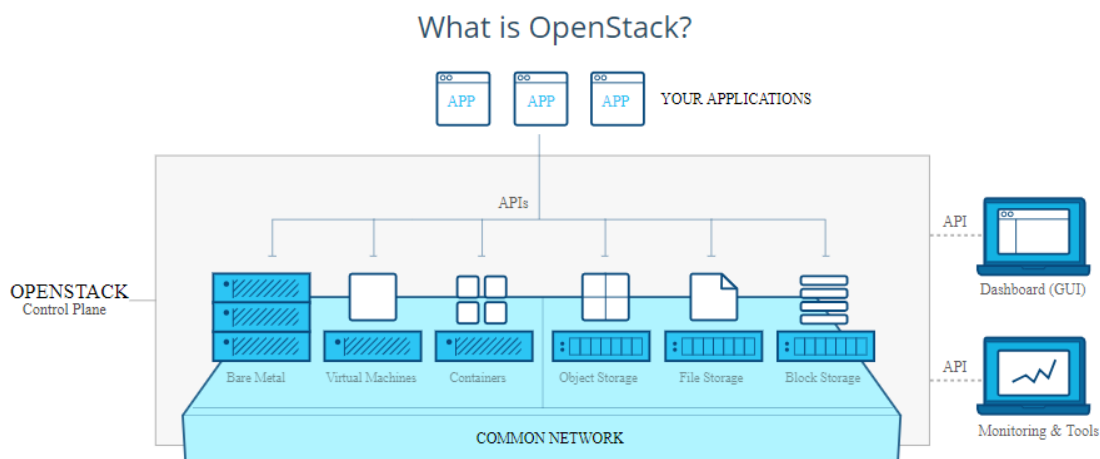 What is OpenStack?
APP APP APP YOUR APPLICATIONS
APIs
API
Dashboard (GUI)
OPENSTACK
Control Plane
API
Bare Metal Virtual Machines Containers Object Storage File Storage Block Storage
Monitoring & Tools
COMMON NETWORK